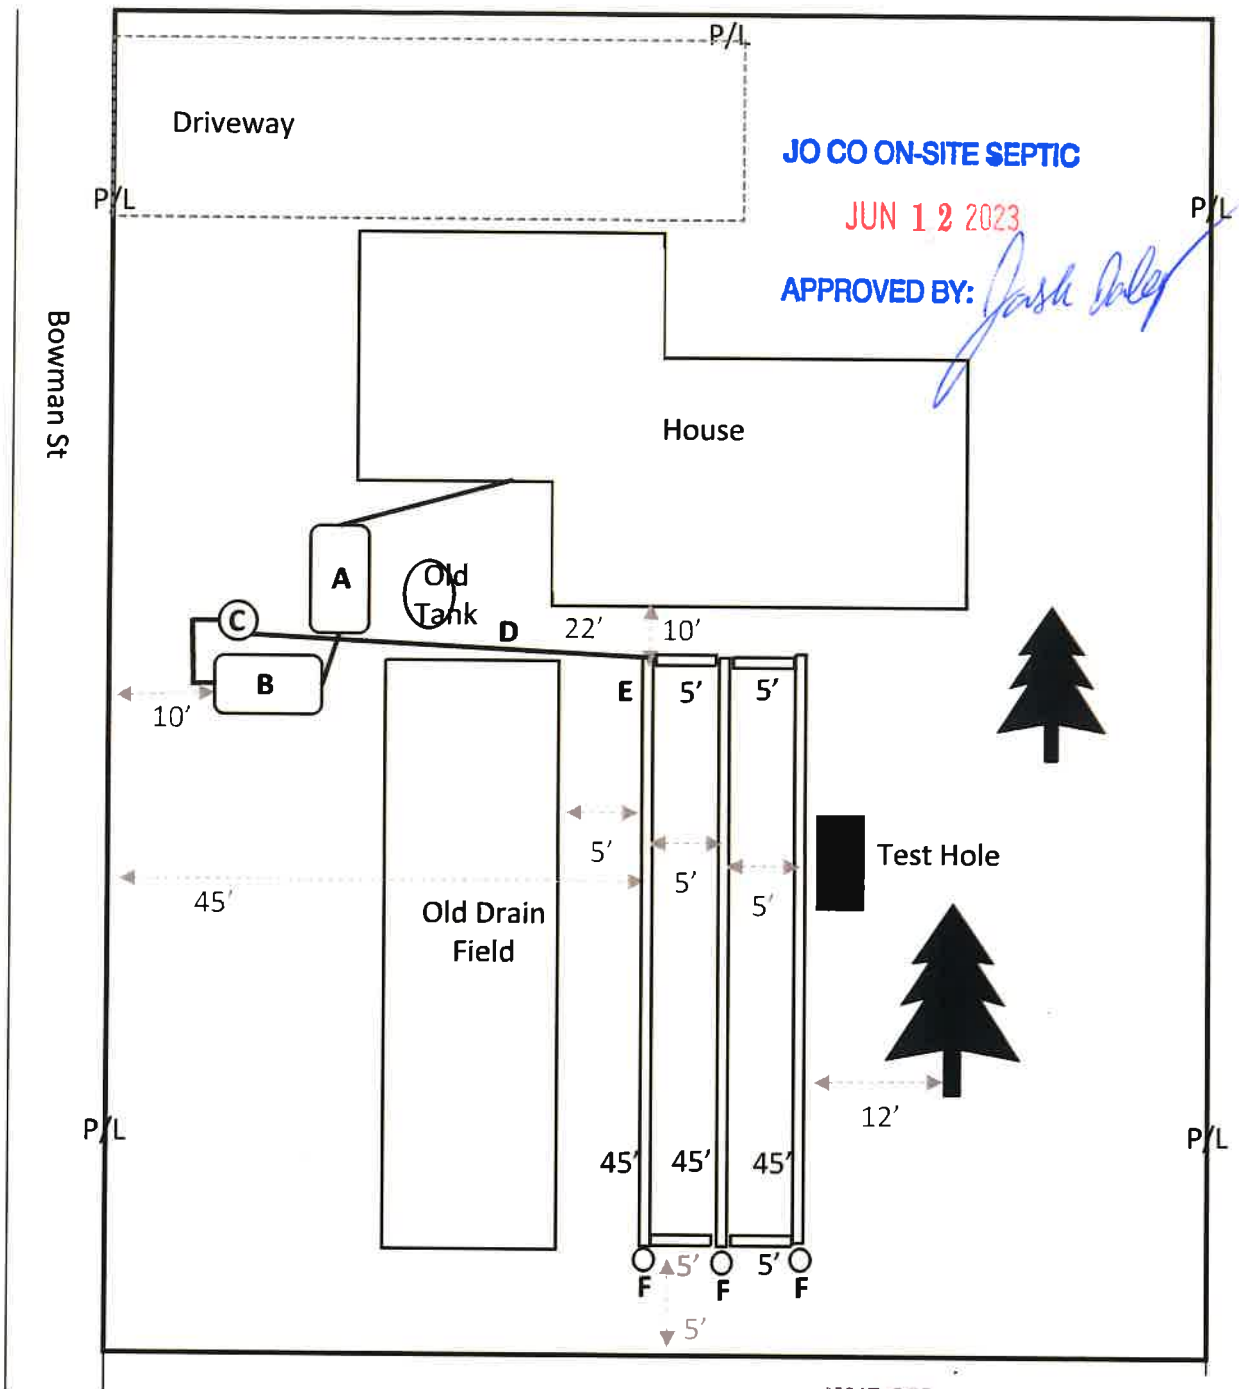 P/L
Driveway
JO CO ON-SITE SEPTIC
P/L
P/L
JUN 12 2023
APPROVED BY:
Bowman St
House
A
Old
Tank
C
D
22'
10'
B
E
5'
5'
10'
5'
5'
5'
Test Hole
45'
Old Drain
Field
12'
P/L
P/L
45'
45'
45'
5'
5'
F
F
F
5'